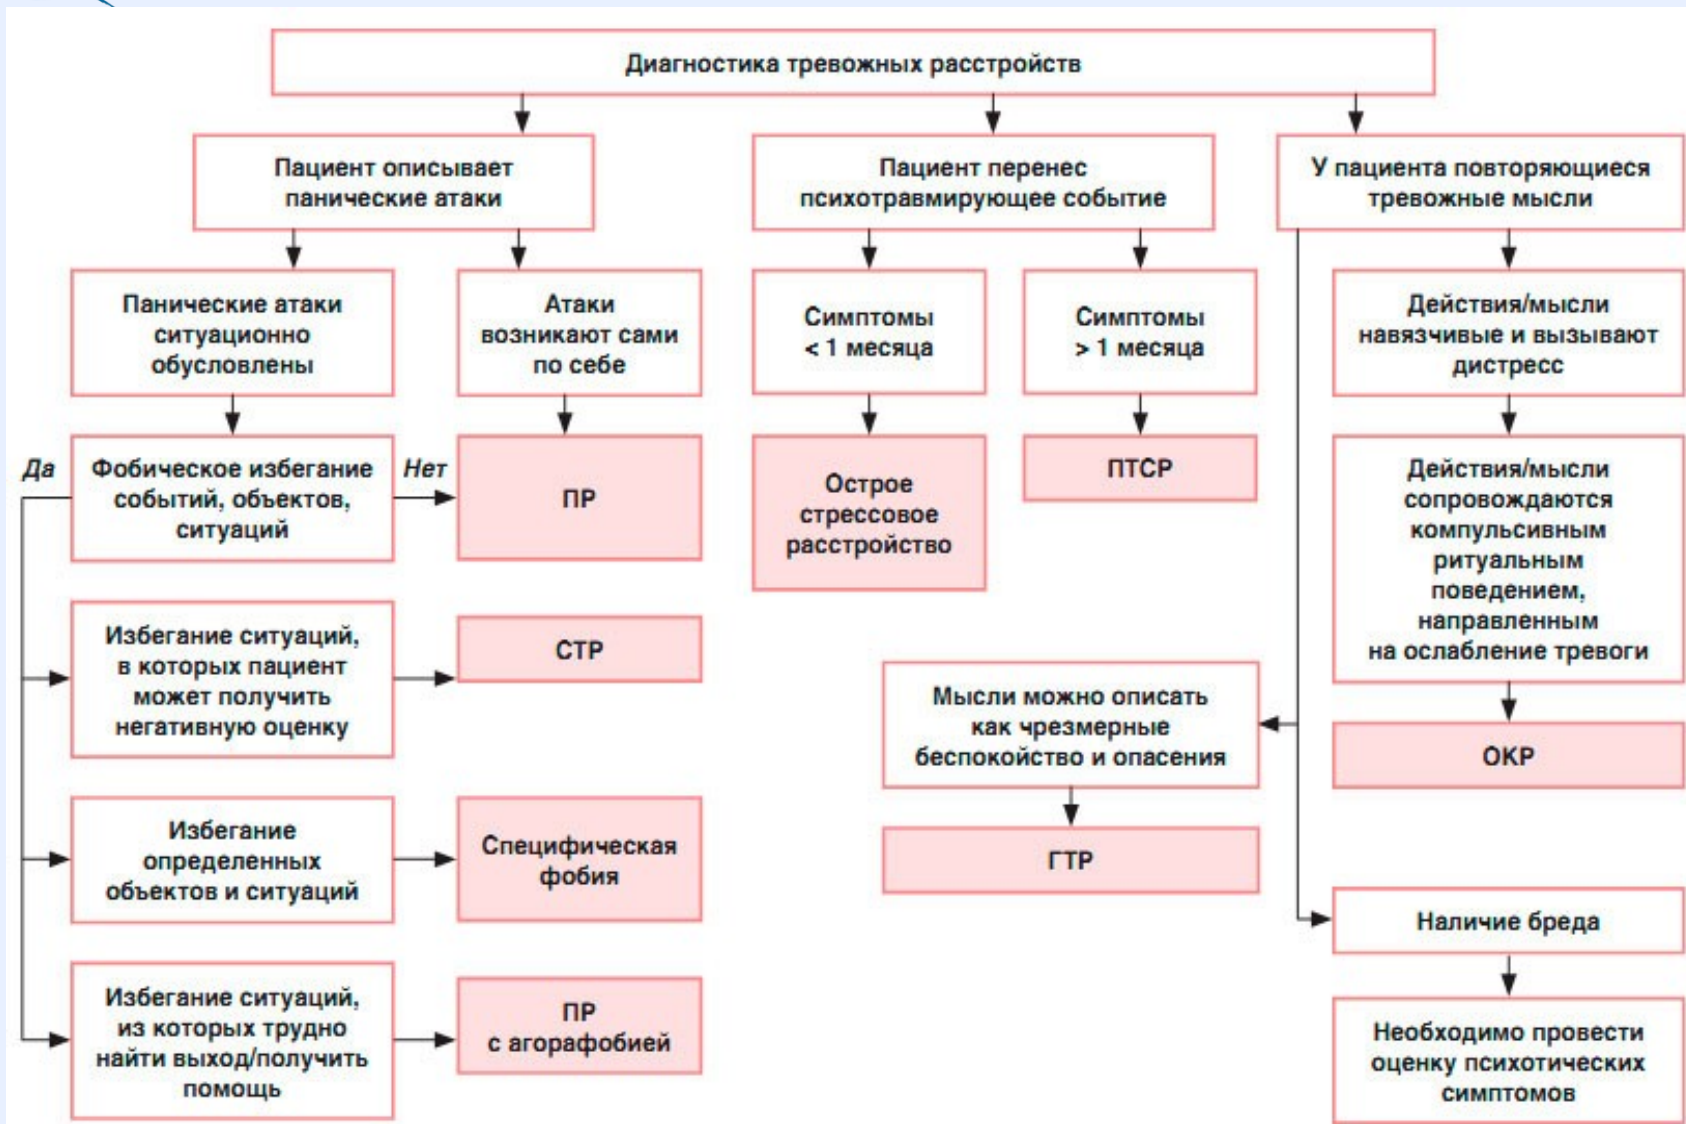 Диагностика тревожных расстройств
Пациент описывает
панические атаки
Пациент перенес
психотравмирующее событие
У пациента повторяющиеся
тревожные мысли
Панические атаки
ситуационно
обусловлены
Атаки
возникают сами
по себе
Симптомы
< 1 месяца
Симптомы
> 1 месяца
Действия/мысли
навязчивые и вызывают
дистресс
Да
Фобическое избегание
событий, объектов,
ситуаций
Нет
ПР
Острое
стрессовое
расстройство
ПТСР
Действия/мысли
сопровождаются
компульсивным
ритуальным
поведением,
направленным
на ослабление тревоги
Избегание ситуаций,
в которых пациент
может получить
негативную оценку
СТР
Мысли можно описать
как чрезмерные
беспокойство и опасения
ОКР
Избегание
определенных
объектов и ситуаций
Специфическая
фобия
ГТР
Наличие бреда
Избегание ситуаций,
из которых трудно
найти выход/получить
помощь
ПР
с агорафобией
Необходимо провести
оценку психотических
симптомов